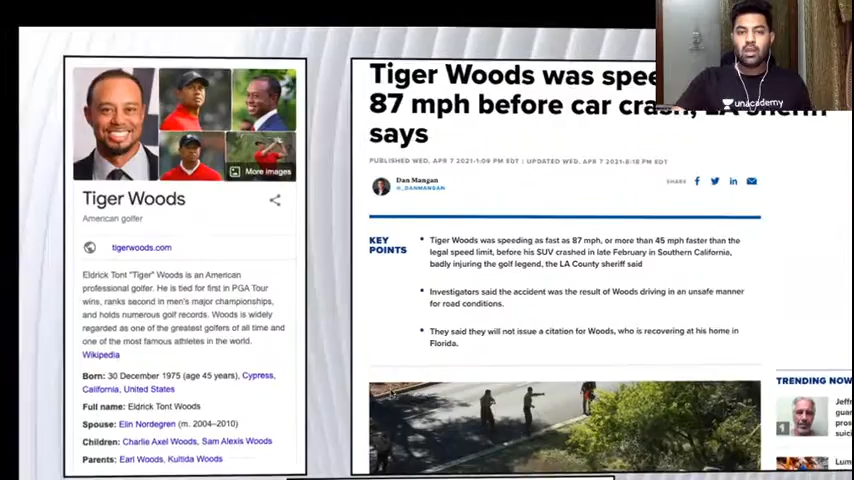 Tiger Woods was spee
87 mph before car crash, LA sheriff
says
PUBLISHED WED, APR 7 2021-1:09 PM EDT | UPDATED WED, APR 7 2021-8:18 PM EDT
Dan Mangan
@_DANMANGAN
SHARE
unacademy
More images
Tiger Woods
American golfer
tigerwoods.com
Eldrick Tont "Tiger" Woods is an American
professional golfer. He is tied for first in PGA Tour
wins, ranks second in men's major championships,
and holds numerous golf records. Woods is widely
regarded as one of the greatest golfers of all time and
one of the most famous athletes in the world.
Wikipedia
Born: 30 December 1975 (age 45 years), Cypress,
California, United States
Full name: Eldrick Tont Woods
Spouse: Elin Nordegren (m. 2004–2010)
Children: Charlie Axel Woods, Sam Alexis Woods
Parents: Earl Woods, Kultida Woods
KEY
POINTS
• Tiger Woods was speeding as fast as 87 mph, or more than 45 mph faster than the
legal speed limit, before his SUV crashed in late February in Southern California,
badly injuring the golf legend, the LA County sheriff said
• Investigators said the accident was the result of Woods driving in an unsafe manner
for road conditions.
• They said they will not issue a citation for Woods, who is recovering at his home in
Florida.
TRENDING NOW
1
Jeffr
guar
pros
suici
Lum